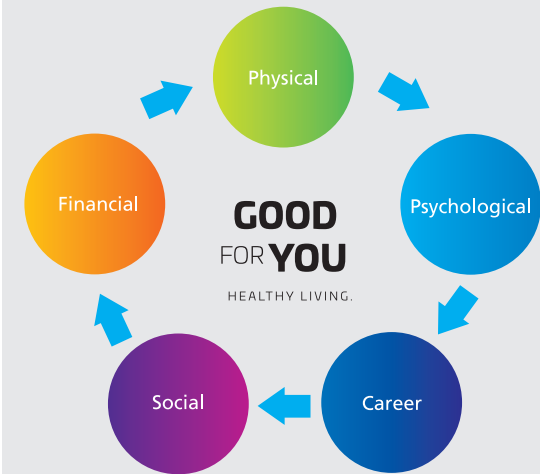 Physical
Psychological
Career
Social
Financial
GOOD
FOR YOU
HEALTHY LIVING.